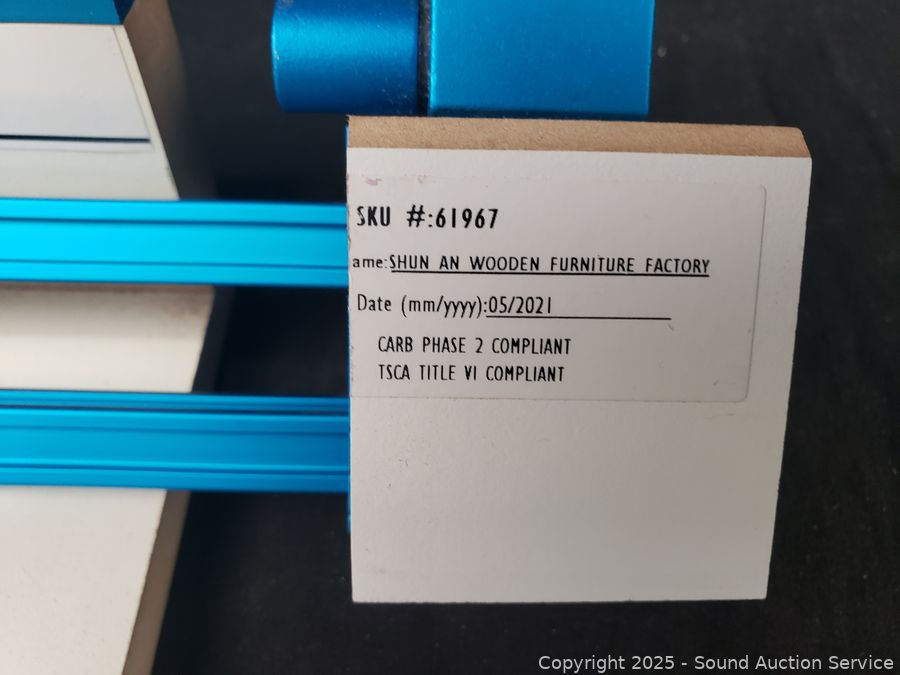 SKU #:61967
ame:SHUN AN WOODEN FURNITURE FACTORY
Date (mm/yyyy):05/2021
CARB PHASE 2 COMPLIANT
TSCA TITLE VI COMPLIANT
Copyright 2025 - Sound Auction Service